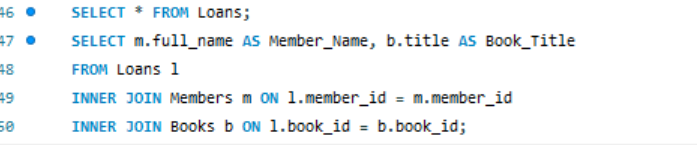 46 SELECT * FROM Loans;
47 SELECT m.full_name AS Member_Name, b.title AS Book_Title
48 FROM Loans l
49 INNER JOIN Members m ON l.member_id = m.member_id
50 INNER JOIN Books b ON l.book_id = b.book_id;